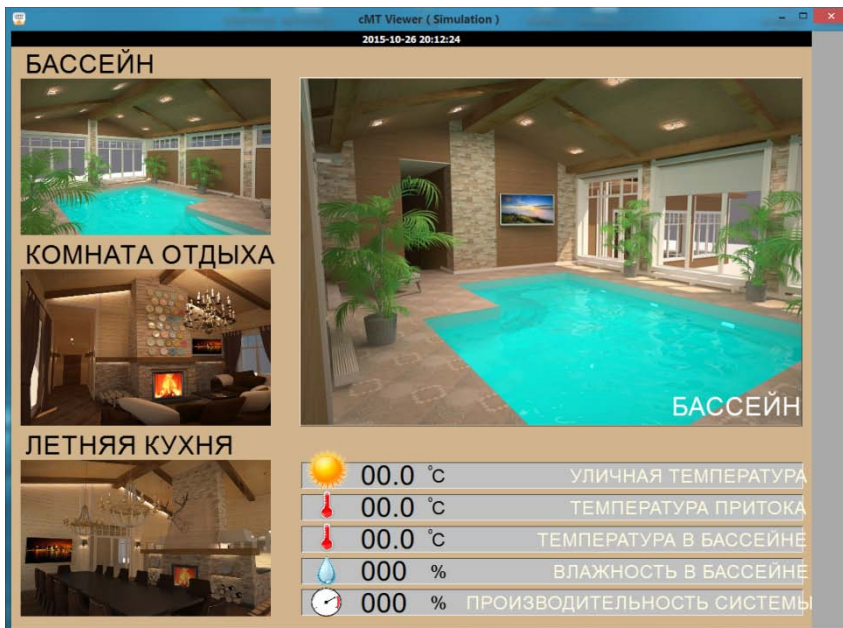 cMT Viewer ( Simulation )
2015-10-26 20:12:24
БАССЕЙН
КОМНАТА ОТДЫХА
ЛЕТНЯЯ КУХНЯ
БАССЕЙН
00.0 °C УЛИЧНАЯ ТЕМПЕРАТУРА
00.0 °C ТЕМПЕРАТУРА ПРИТОКА
00.0 °C ТЕМПЕРАТУРА В БАССЕЙНЕ
000 % ВЛАЖНОСТЬ В БАССЕЙНЕ
000 % ПРОИЗВОДИТЕЛЬНОСТЬ СИСТЕМЫ